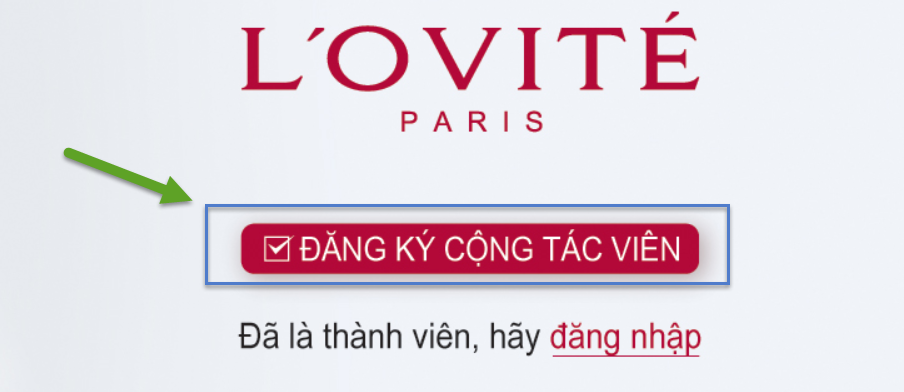 L'OVITÉ
PARIS
ĐĂNG KÝ CỘNG TÁC VIÊN
Đã là thành viên, hãy đăng nhập